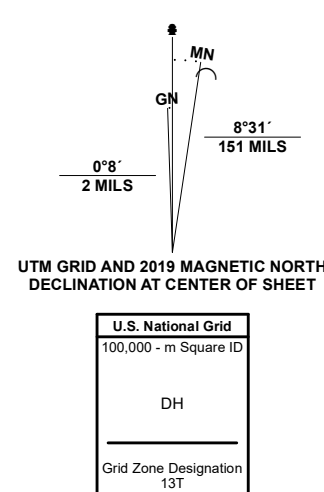 MN
GN
8°31´
151 MILS
0°8´
2 MILS
UTM GRID AND 2019 MAGNETIC NORTH
DECLINATION AT CENTER OF SHEET
U.S. National Grid
100,000 - m Square ID
DH
Grid Zone Designation
13T